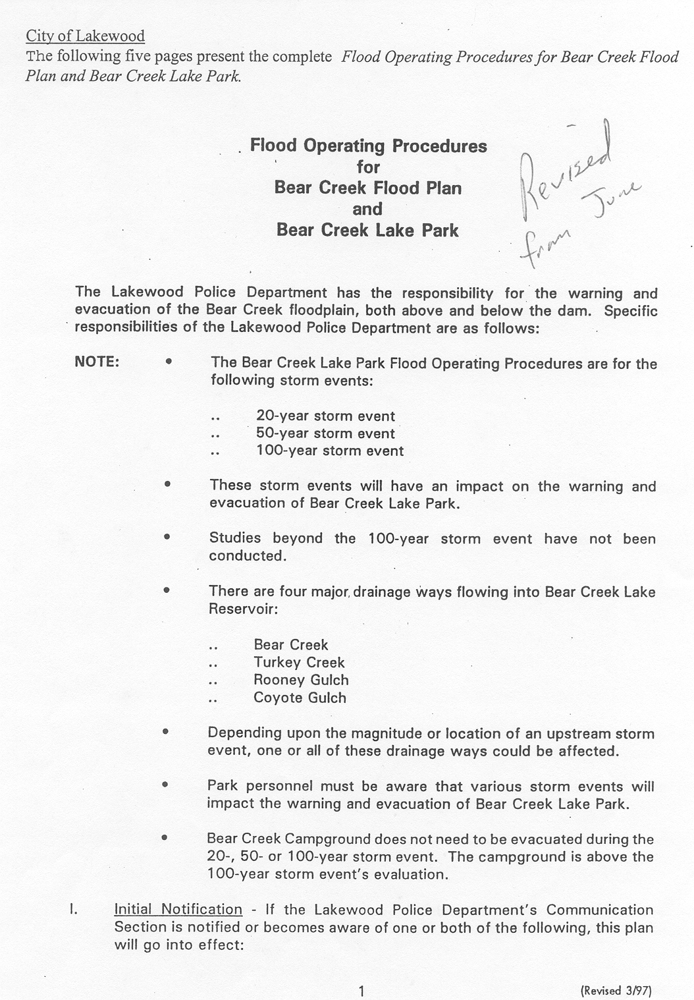 City of Lakewood
The following five pages present the complete Flood Operating Procedures for Bear Creek Flood
Plan and Bear Creek Lake Park.
Flood Operating Procedures
for
Bear Creek Flood Plan
and
Bear Creek Lake Park
Revised
from June
The Lakewood Police Department has the responsibility for the warning and
evacuation of the Bear Creek floodplain, both above and below the dam. Specific
responsibilities of the Lakewood Police Department are as follows:
NOTE: • The Bear Creek Lake Park Flood Operating Procedures are for the
following storm events:
.. 20-year storm event
.. 50-year storm event
.. 100-year storm event
• These storm events will have an impact on the warning and
evacuation of Bear Creek Lake Park.
• Studies beyond the 100-year storm event have not been
conducted.
• There are four major drainage ways flowing into Bear Creek Lake
Reservoir:
.. Bear Creek
.. Turkey Creek
.. Rooney Gulch
.. Coyote Gulch
• Depending upon the magnitude or location of an upstream storm
event, one or all of these drainage ways could be affected.
• Park personnel must be aware that various storm events will
impact the warning and evacuation of Bear Creek Lake Park.
• Bear Creek Campground does not need to be evacuated during the
20-, 50- or 100-year storm event. The campground is above the
100-year storm event's evaluation.
I. Initial Notification - If the Lakewood Police Department's Communication
Section is notified or becomes aware of one or both of the following, this plan
will go into effect:
1 (Revised 3/97)